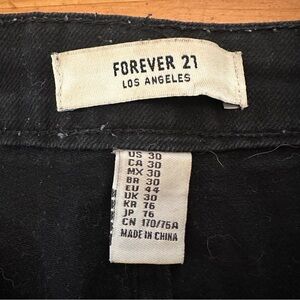 FOREVER 21
LOS ANGELES
US 30
CA 30
MX 30
BR 30
EU 44
UK 30
KR 76
JP 76
CN 170/76A
MADE IN CHINA